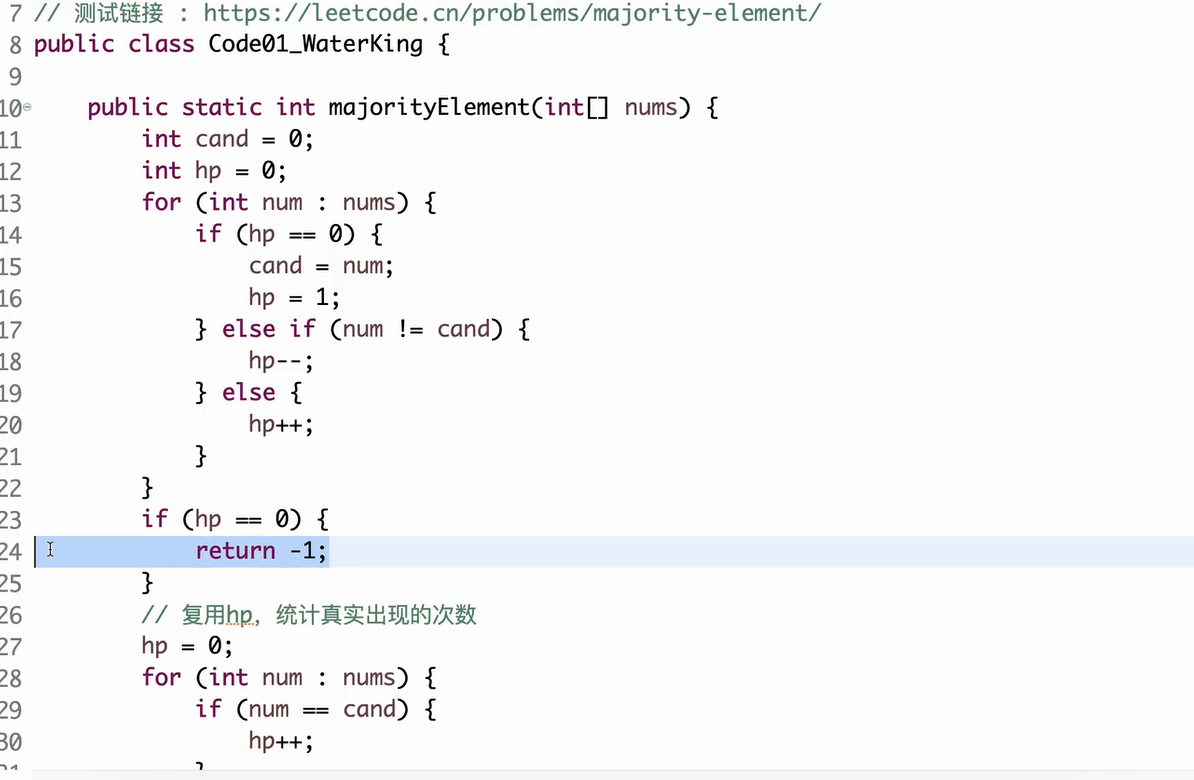 7 // 测试链接 : https://leetcode.cn/problems/majority-element/
8 public class Code01_WaterKing {
9
10 public static int majorityElement(int[] nums) {
11 int cand = 0;
12 int hp = 0;
13 for (int num : nums) {
14 if (hp == 0) {
15 cand = num;
16 hp = 1;
17 } else if (num != cand) {
18 hp--;
19 } else {
20 hp++;
21 }
22 }
23 if (hp == 0) {
24 return -1;
25 }
26 // 复用hp, 统计真实出现的次数
27 hp = 0;
28 for (int num : nums) {
29 if (num == cand) {
30 hp++;